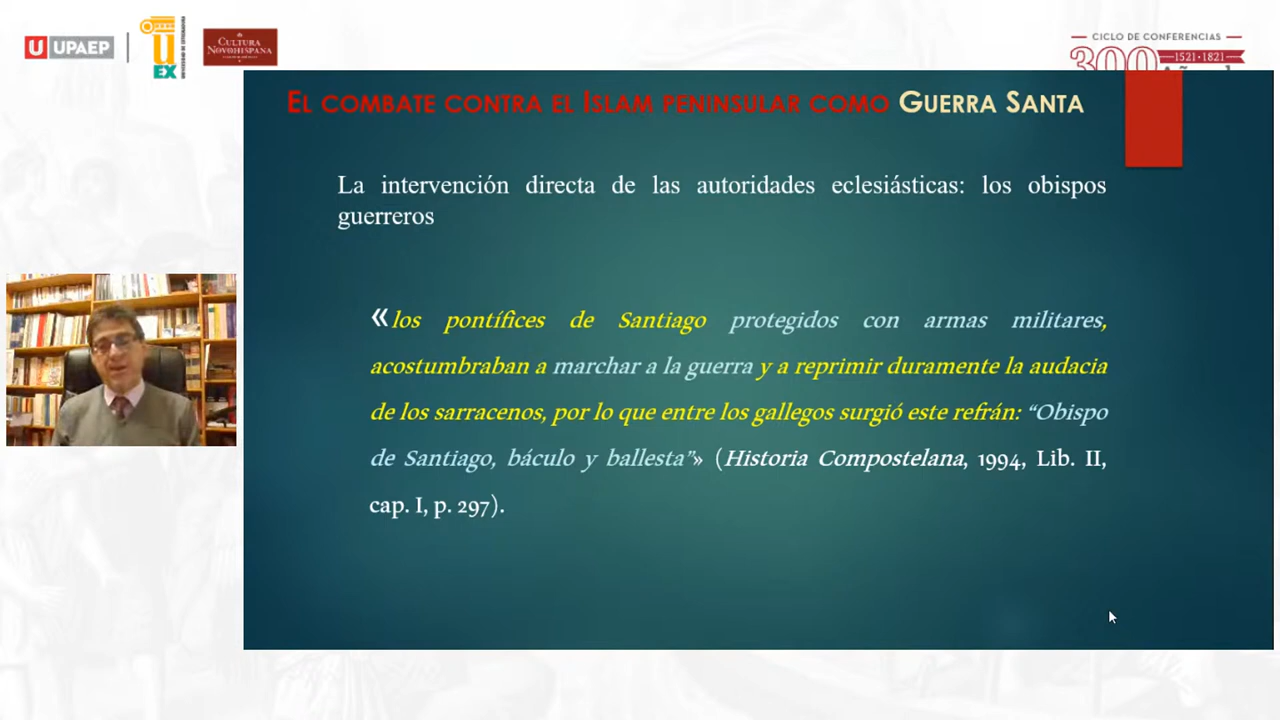 UPAEP
UEX
CULTURA
NOVOHISPANA
CICLO DE CONFERENCIAS
300
1521·1821
EL COMBATE CONTRA EL ISLAM PENINSULAR COMO GUERRA SANTA
La intervención directa de las autoridades eclesiásticas: los obispos
guerreros
«los pontífices de Santiago protegidos con armas militares,
acostumbraban a marchar a la guerra y a reprimir duramente la audacia
de los sarracenos, por lo que entre los gallegos surgió este refrán: “Obispo
de Santiago, báculo y ballesta”» (Historia Compostelana, 1994, Lib. II,
cap. I, p. 297).